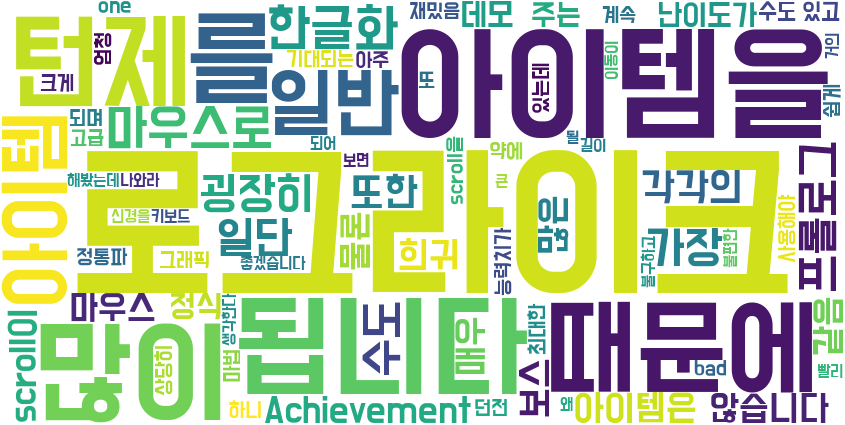 one
재밌음
데모
주는
계속
난이도가
수도 있고
턴제를
한글화
크게
엄청
기대되는
아주
일반
아이템을
또
있는데
이동이
거인
쉽게
되며
고급
마우스로
되어
보면
scroll을
약에
될
길이
아이템
해봤는데
나와라
로그라이크
굉장히
또한
큰
많은
각각의
프롤로그
신경을
키보드
일단
물론
희귀
능력치가
불구하고
가장
불편한
사용해야
정통파
그래픽
좋겠습니다
마우스
정식
생각한다
수도
매우
최대한
때문에
같음
scroll이
많이
됩니다
상당히
마법
보스
bad
빨리
하니
Achievement
던전
왜
아이템은
않습니다